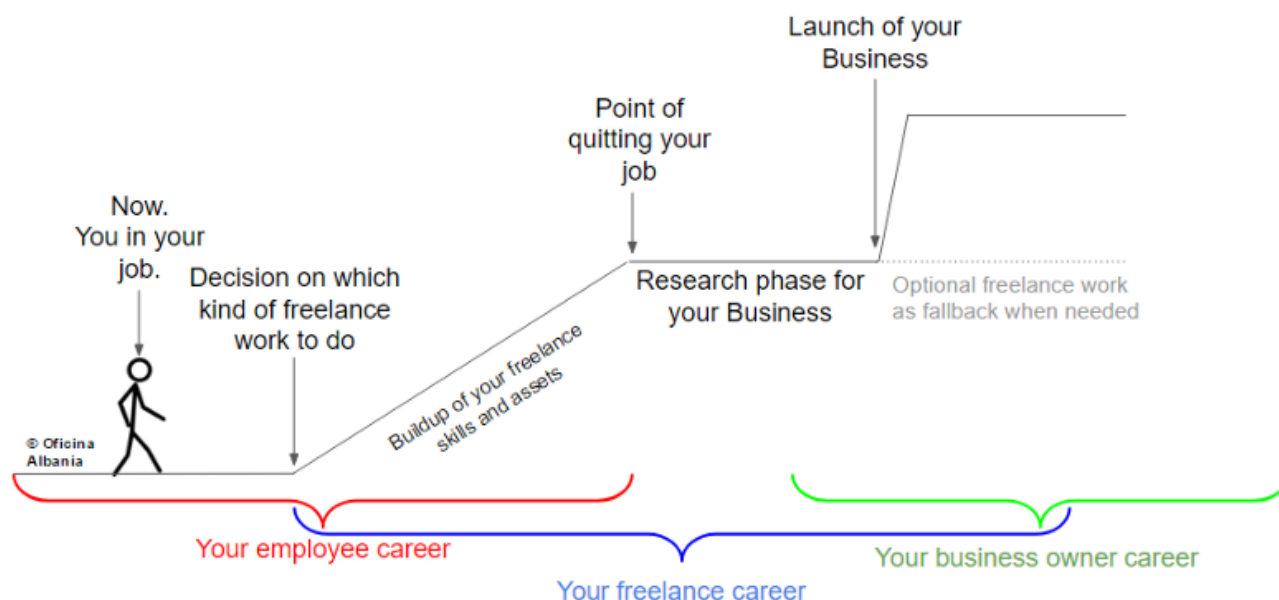 Launch of your
Business
Point of
quitting your
job
Now.
You in your
job.
Decision on which
kind of freelance
work to do
Research phase for
your Business
Optional freelance work
as fallback when needed
Buildup of your freelance
skills and assets
© Oficina
Albania
Your employee career
Your business owner career
Your freelance career